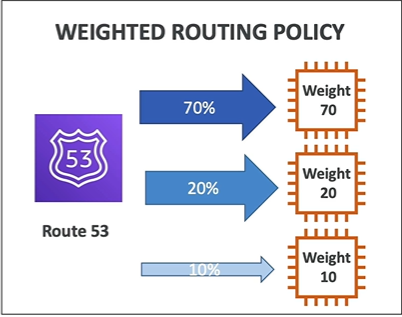 WEIGHTED ROUTING POLICY
70%
Weight
70
53
20%
Weight
20
Route 53
10%
Weight
10